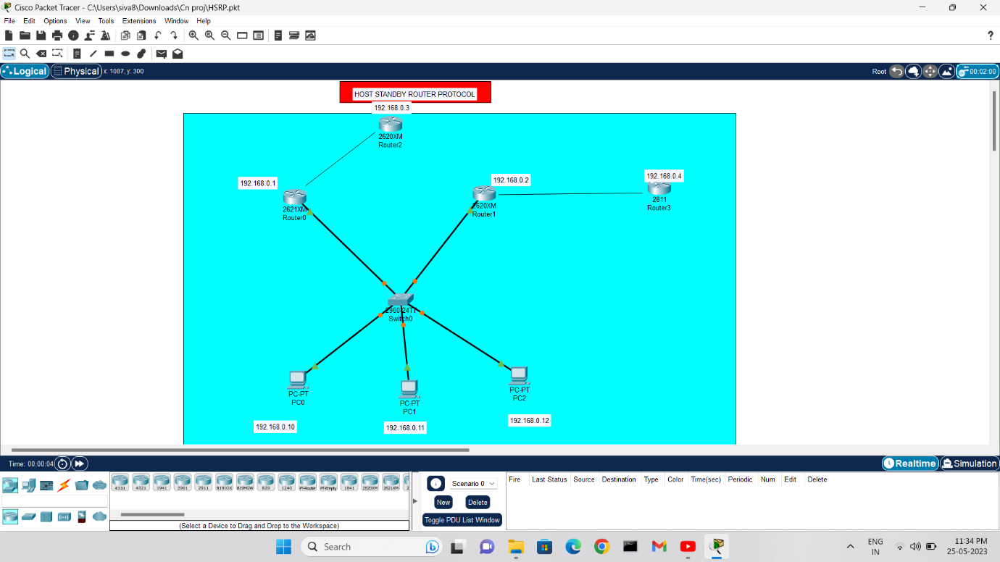 Cisco Packet Tracer - C:\Users\siva8\Downloads\Cn proj\HSRP.pkt
File Edit Options View Tools Extensions Window Help
?
Logical Physical x: 1087, y: 300 Root 00:02:00
HOST STANDBY ROUTER PROTOCOL
192.168.0.3
2620XM
Router2
192.168.0.1
192.168.0.2
192.168.0.4
2621XM
Router0
2620XM
Router1
2811
Router3
Switch0
PC-PT
PC0
PC-PT
PC1
PC-PT
PC2
192.168.0.10
192.168.0.11
192.168.0.12
Time: 00:00:04 Realtime Simulation
4331 4321 1941 2901 2911 819IOX 819HGW 829 1240 PT-Router PT-Empty 1841 2620XM 2621XM
(Select a Device to Drag and Drop to the Workspace)
Scenario 0
New Delete
Toggle PDU List Window
Fire Last Status Source Destination Type Color Time(sec) Periodic Num Edit Delete
Search
ENG
IN
11:34 PM
25-05-2023